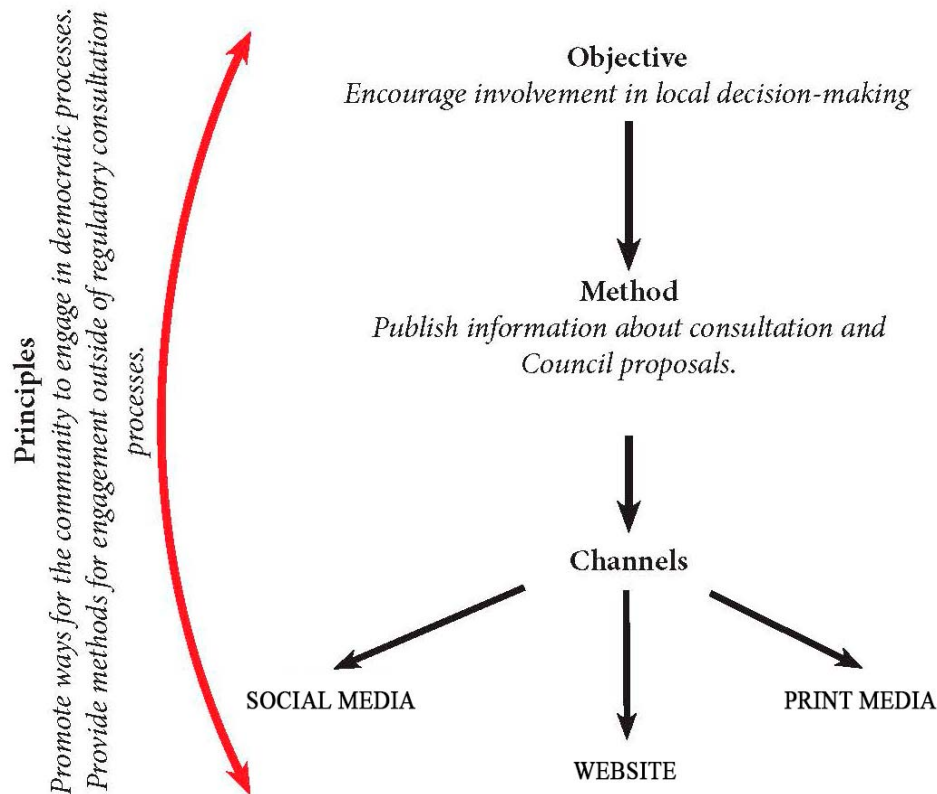 Principles
Promote ways for the community to engage in democratic processes.
Provide methods for engagement outside of regulatory consultation
processes.
Objective
Encourage involvement in local decision-making
Method
Publish information about consultation and
Council proposals.
Channels
SOCIAL MEDIA
PRINT MEDIA
WEBSITE